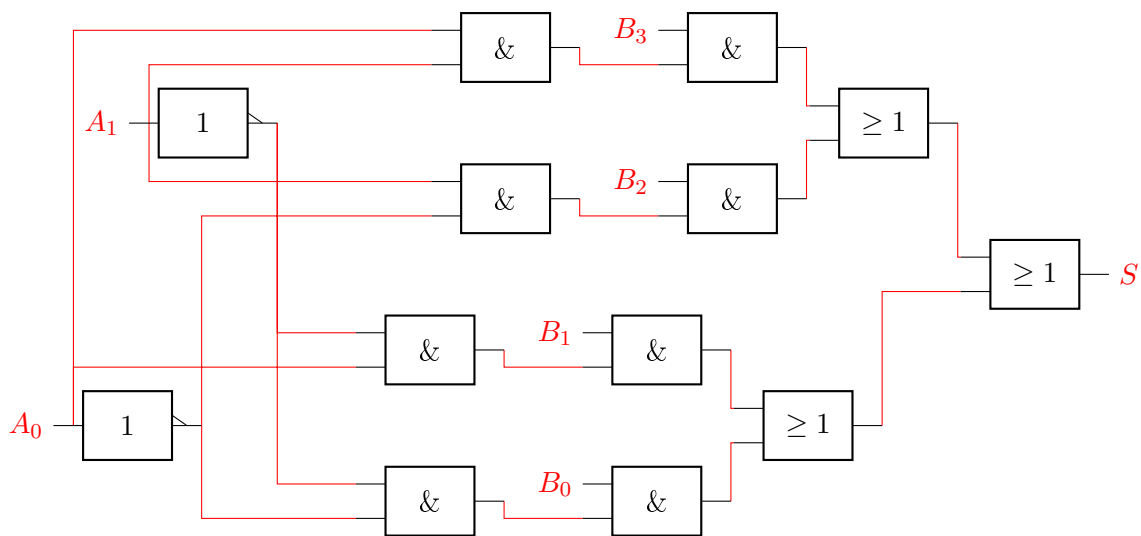 & B₃ &
A₁ 1 ≥ 1
& B₂ &
≥ 1 S
& B₁ &
A₀ 1 ≥ 1
& B₀ &